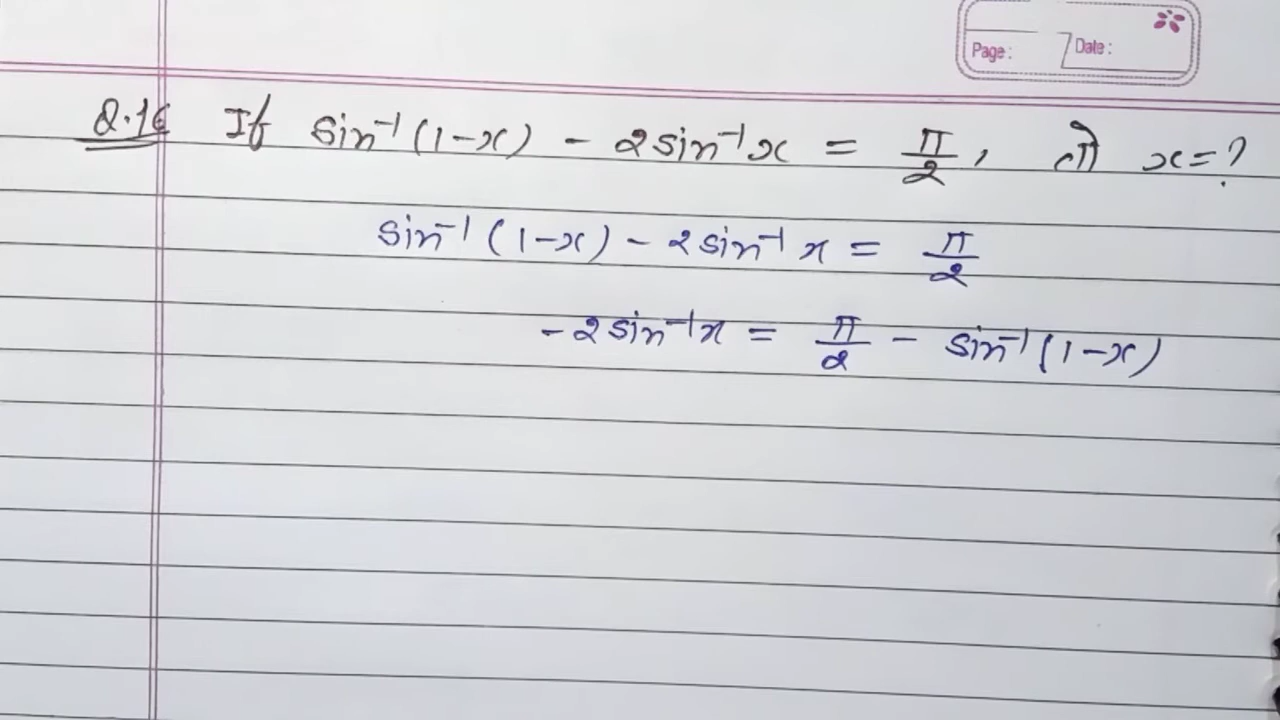 Page: Date:
Q.16 If sin⁻¹(1-x) - 2sin⁻¹x = π/2, तो x=?
sin⁻¹(1-x) - 2sin⁻¹x = π/2
-2sin⁻¹x = π/2 - sin⁻¹(1-x)